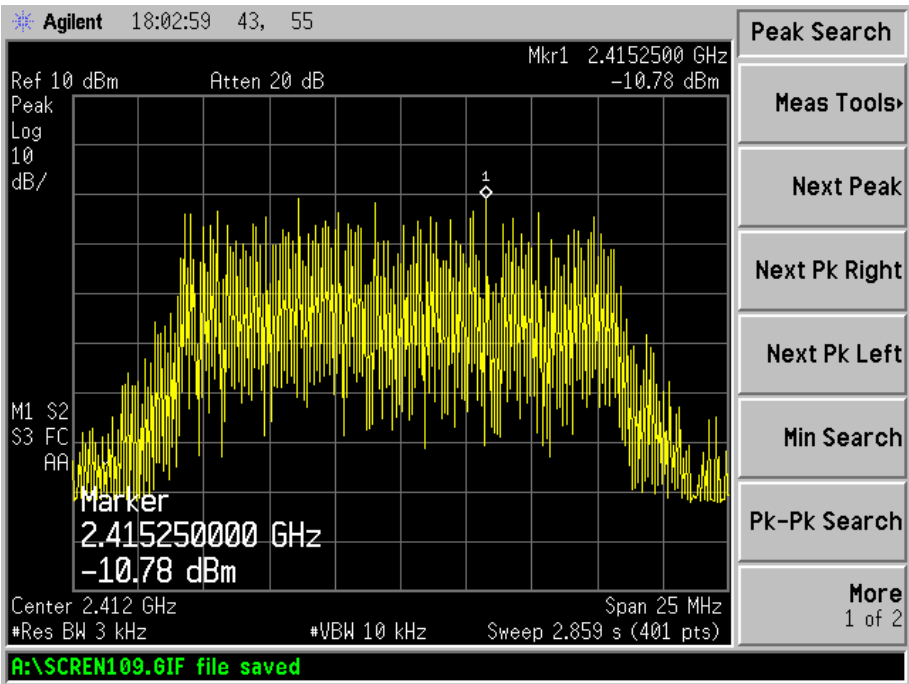 Agilent 18:02:59 43, 55
Peak Search
Mkr1 2.4152500 GHz
Ref 10 dBm Atten 20 dB -10.78 dBm
Peak
Log
10
dB/
1
M1 S2
S3 FC
AA
Marker
2.415250000 GHz
-10.78 dBm
Center 2.412 GHz Span 25 MHz
#Res BW 3 kHz #VBW 10 kHz Sweep 2.859 s (401 pts)
A:\SCREN109.GIF file saved
Meas Tools
Next Peak
Next Pk Right
Next Pk Left
Min Search
Pk-Pk Search
More
1 of 2